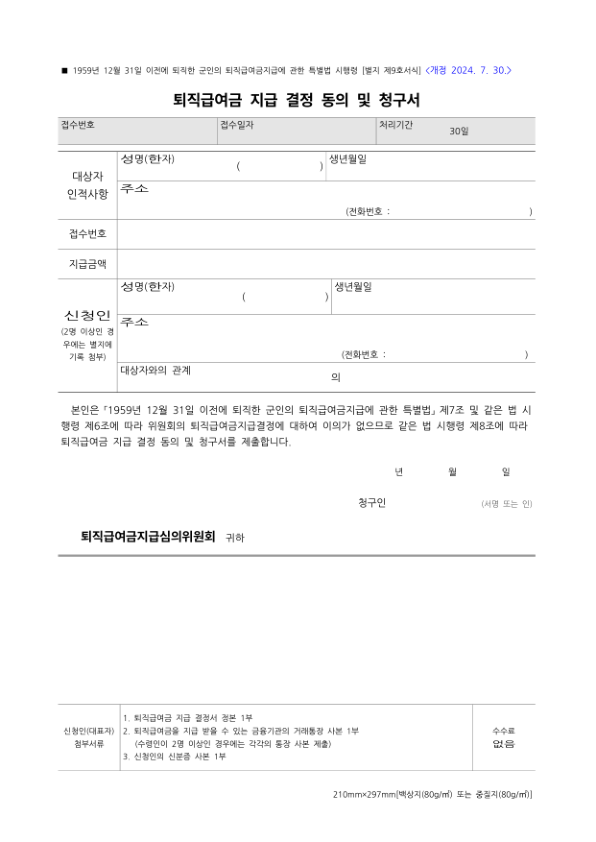 ■ 1959년 12월 31일 이전에 퇴직한 군인의 퇴직급여금지급에 관한 특별법 시행령 [별지 제9호서식] <개정 2024. 7. 30.>
퇴직급여금 지급 결정 동의 및 청구서
접수번호 접수일자 처리기간 30일
대상자
인적사항
성명(한자) ( )
생년월일
주소
(전화번호 : )
접수번호
지급금액
신청인
(2명 이상인 경
우에는 별지에
기록 첨부)
성명(한자) ( )
생년월일
주소
(전화번호 : )
대상자와의 관계
의
본인은 「1959년 12월 31일 이전에 퇴직한 군인의 퇴직급여금지급에 관한 특별법」 제7조 및 같은 법 시
행령 제6조에 따라 위원회의 퇴직급여금지급결정에 대하여 이의가 없으므로 같은 법 시행령 제8조에 따라
퇴직급여금 지급 결정 동의 및 청구서를 제출합니다.
년 월 일
청구인 (서명 또는 인)
퇴직급여금지급심의위원회 귀하
신청인(대표자)
첨부서류
1. 퇴직급여금 지급 결정서 정본 1부
2. 퇴직급여금을 지급 받을 수 있는 금융기관의 거래통장 사본 1부
(수령인이 2명 이상인 경우에는 각각의 통장 사본 제출)
3. 신청인의 신분증 사본 1부
수수료
없음
210mm×297mm[백상지(80g/㎡) 또는 중질지(80g/㎡)]